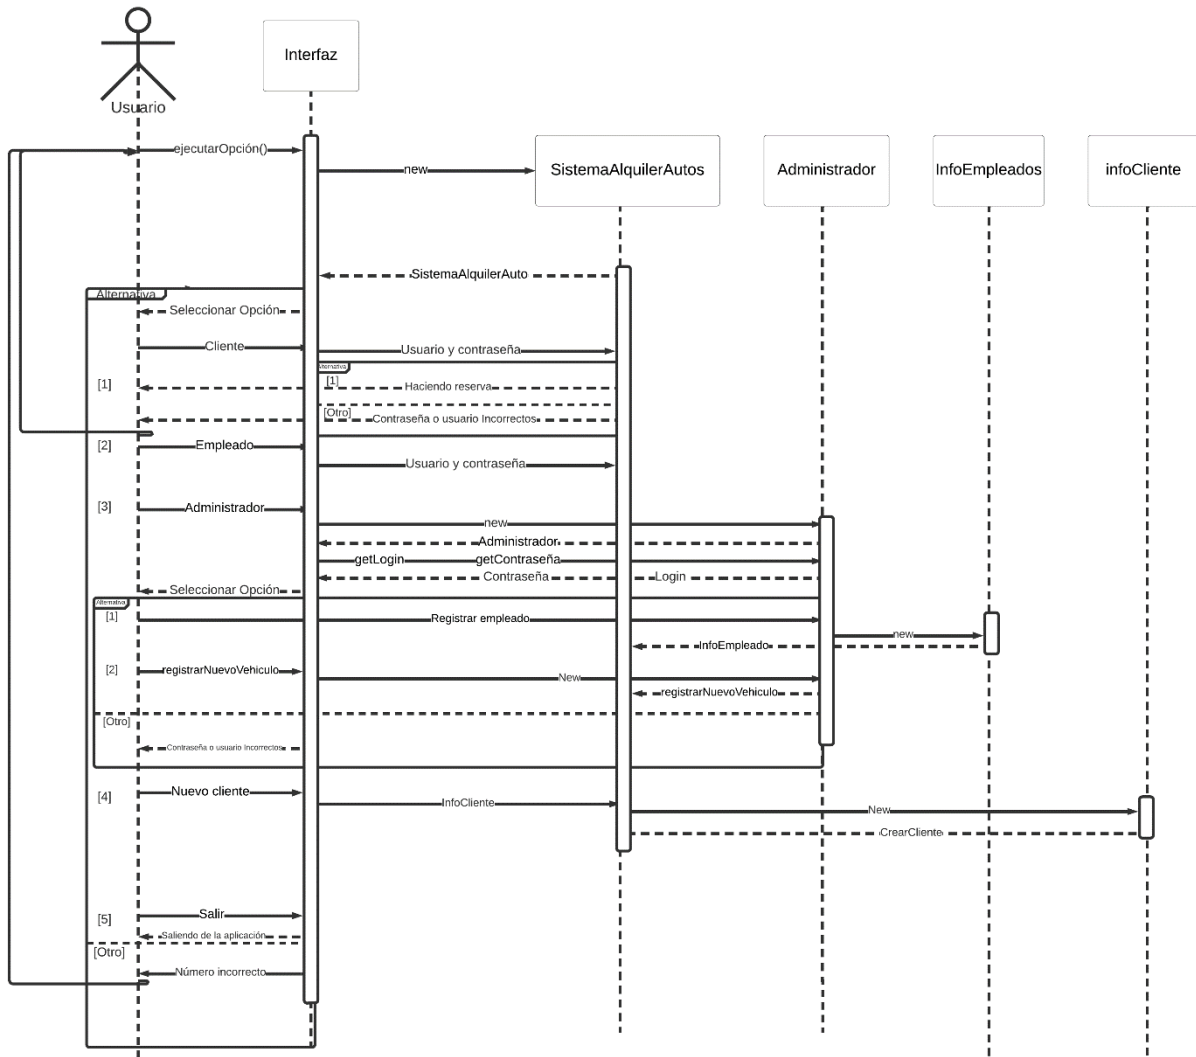 Usuario
Interfaz
SistemaAlquilerAutos
Administrador
InfoEmpleados
infoCliente
ejecutarOpción()
new
SistemaAlquilerAuto
Alternativa
Seleccionar Opción
Cliente
Usuario y contraseña
Alternativa
[1]
[1]
Haciendo reserva
[Otro]
Contraseña o usuario Incorrectos
[2]
Empleado
Usuario y contraseña
[3]
Administrador
new
Administrador
getLogin
getContraseña
Contraseña
Login
Seleccionar Opción
Alternativa
[1]
Registrar empleado
new
InfoEmpleado
[2]
registrarNuevoVehiculo
New
registrarNuevoVehiculo
[Otro]
Contraseña o usuario Incorrectos
[4]
Nuevo cliente
InfoCliente
New
CrearCliente
[5]
Salir
Saliendo de la aplicación
[Otro]
Número incorrecto